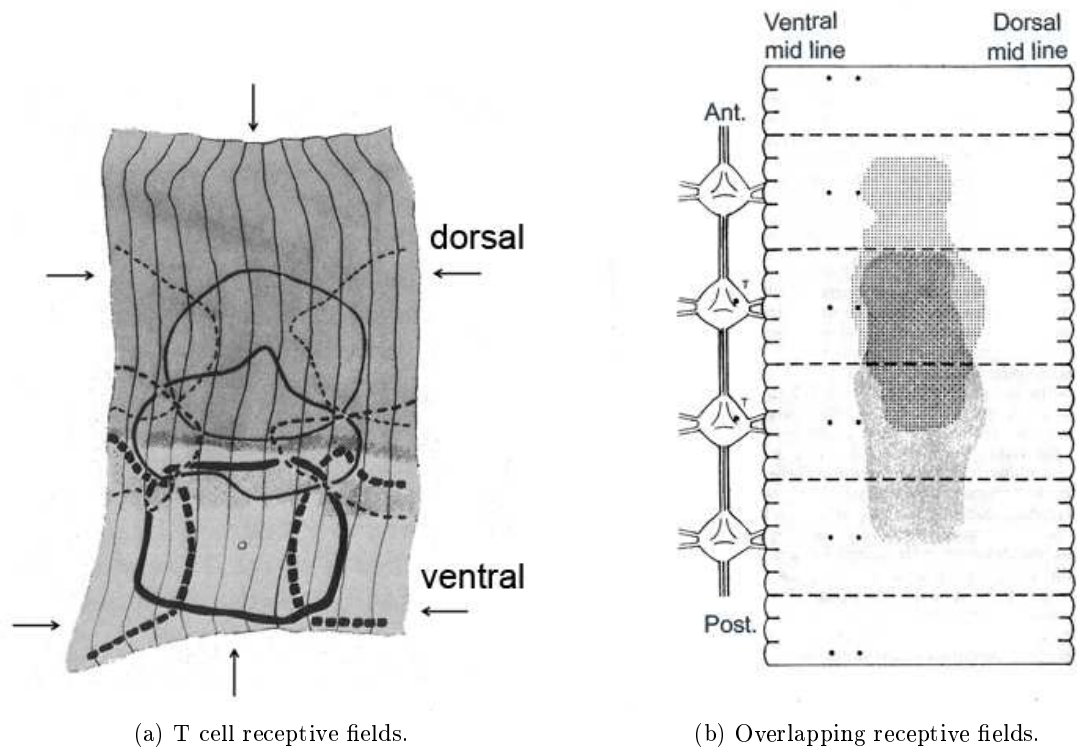 dorsal
ventral
(a) T cell receptive fields.
Ventral
mid line
Dorsal
mid line
Ant.
T
T
Post.
(b) Overlapping receptive fields.